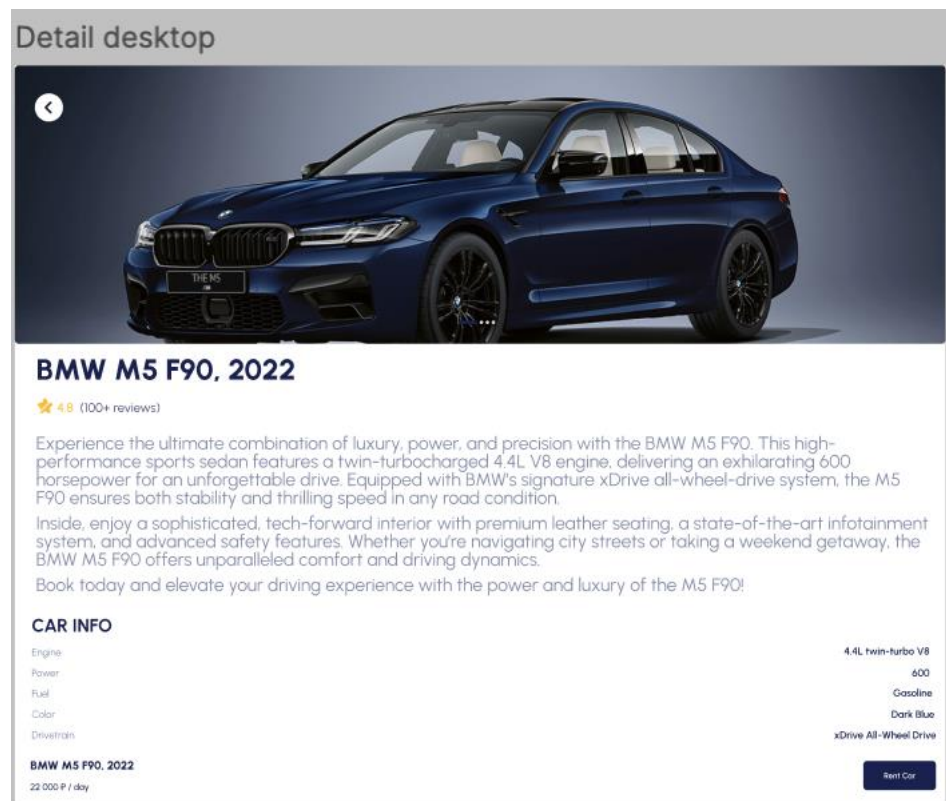 Detail desktop
THE M5
BMW M5 F90, 2022
4.8 (100+ reviews)
Experience the ultimate combination of luxury, power, and precision with the BMW M5 F90. This high-
performance sports sedan features a twin-turbocharged 4.4L V8 engine, delivering an exhilarating 600
horsepower for an unforgettable drive. Equipped with BMW's signature xDrive all-wheel-drive system, the M5
F90 ensures both stability and thrilling speed in any road condition.
Inside, enjoy a sophisticated, tech-forward interior with premium leather seating, a state-of-the-art infotainment
system, and advanced safety features. Whether you're navigating city streets or taking a weekend getaway, the
BMW M5 F90 offers unparalleled comfort and driving dynamics.
Book today and elevate your driving experience with the power and luxury of the M5 F90!
CAR INFO
Engine 4.4L twin-turbo V8
Power 600
Fuel Gasoline
Color Dark Blue
Drivetrain xDrive All-Wheel Drive
BMW M5 F90, 2022
22 000 ₽ / day
Rent Car